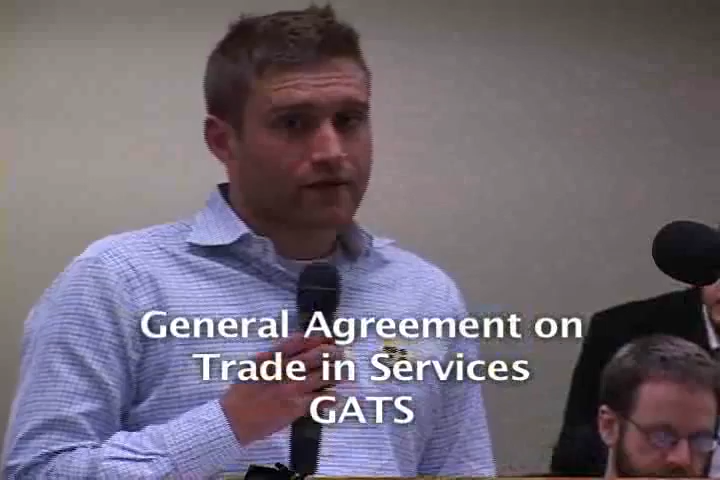 General Agreement on
Trade in Services
GATS